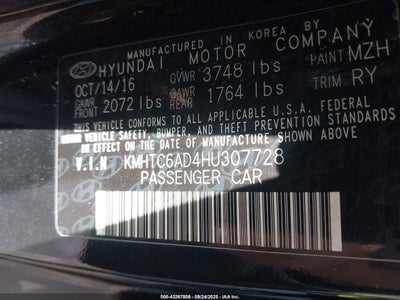 MANUFACTURED IN KOREA BY
HYUNDAI MOTOR COMPANY
OCT/14/16 GVWR 3748 lbs PAINT MZH
GAWR FRONT 2072 lbs GAWR REAR 1764 lbs TRIM RY
THIS VEHICLE CONFORMS TO ALL APPLICABLE U.S.A. FEDERAL
MOTOR VEHICLE SAFETY, BUMPER, AND THEFT PREVENTION
STANDARDS IN EFFECT ON THE DATE OF MANUFACTURE SHOWN ABOVE.
V.I.N KMHTC6AD4HU307728
PASSENGER CAR
000-43267808 - 09/24/2025 - IAA Inc.